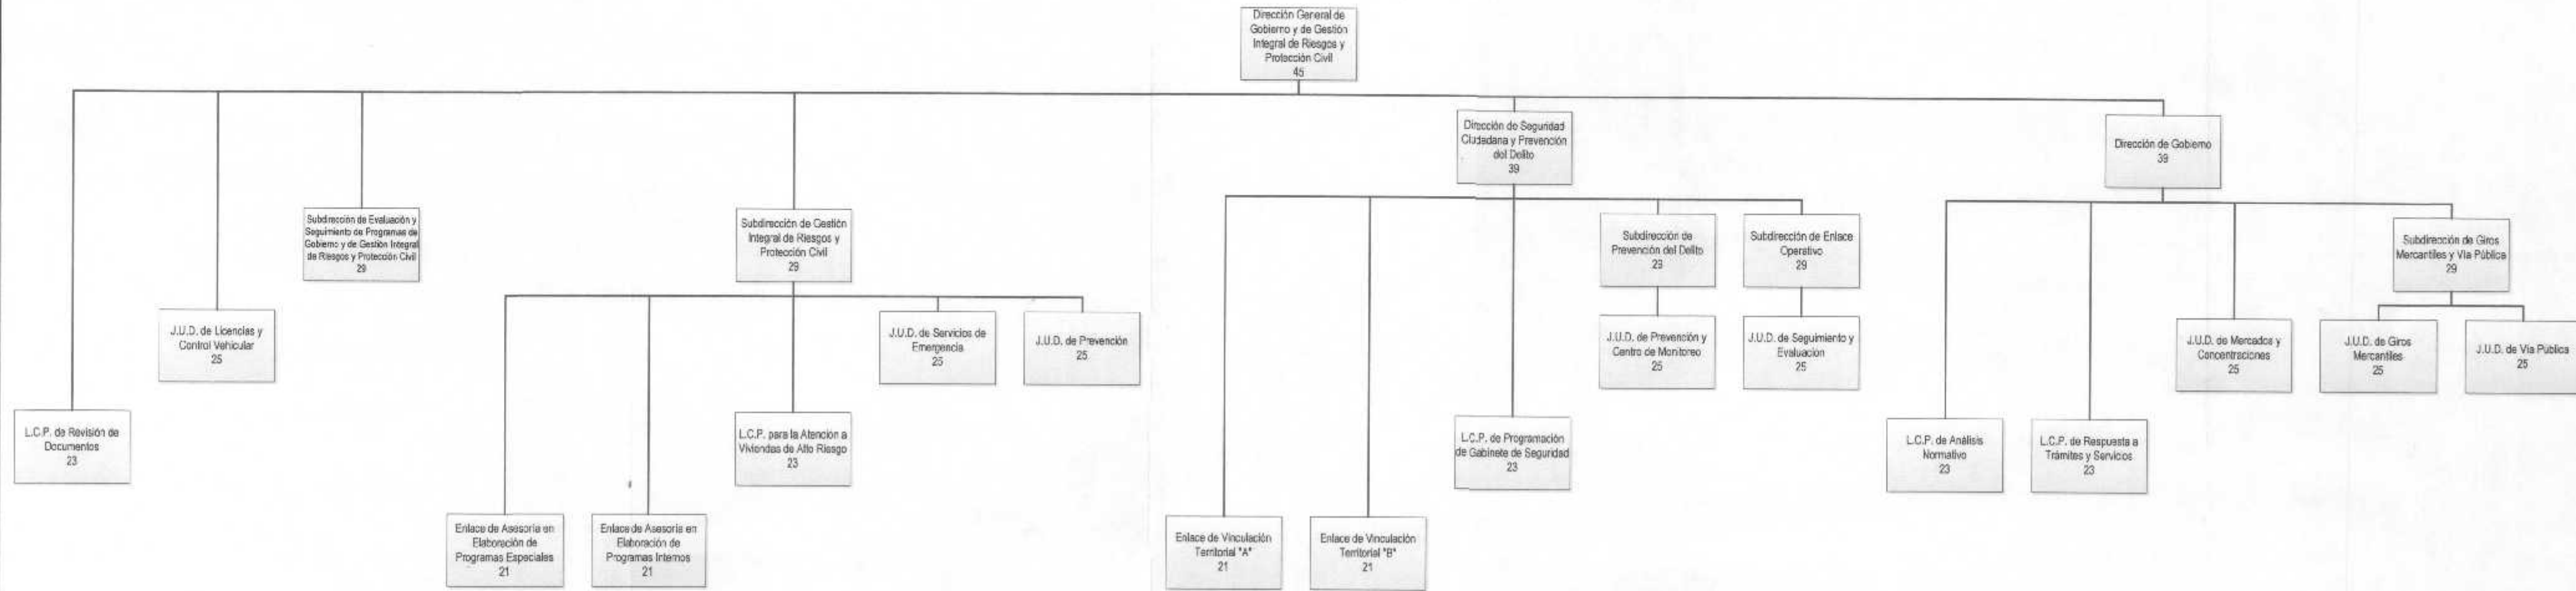 Dirección General de
Gobierno y de Gestión
Integral de Riesgos y
Protección Civil
45
Dirección de Seguridad
Ciudadana y Prevención
del Delito
39
Dirección de Gobierno
39
Subdirección de Evaluación y
Seguimiento de Programas de
Gobierno y de Gestión Integral
de Riesgos y Protección Civil
29
Subdirección de Gestión
Integral de Riesgos y
Protección Civil
29
Subdirección de
Prevención del Delito
29
Subdirección de Enlace
Operativo
29
Subdirección de Giros
Mercantiles y Vía Pública
29
J.U.D. de Licencias y
Control Vehicular
25
J.U.D. de Servicios de
Emergencia
25
J.U.D. de Prevención
25
J.U.D. de Prevención y
Centro de Monitoreo
25
J.U.D. de Seguimiento y
Evaluación
25
J.U.D. de Mercados y
Concentraciones
25
J.U.D. de Giros
Mercantiles
25
J.U.D. de Vía Pública
25
L.C.P. de Revisión de
Documentos
23
L.C.P. para la Atención a
Viviendas de Alto Riesgo
23
L.C.P. de Programación
de Gabinete de Seguridad
23
L.C.P. de Análisis
Normativo
23
L.C.P. de Respuesta a
Trámites y Servicios
23
Enlace de Asesoría en
Elaboración de
Programas Especiales
21
Enlace de Asesoría en
Elaboración de
Programas Internos
21
Enlace de Vinculación
Territorial "A"
21
Enlace de Vinculación
Territorial "B"
21